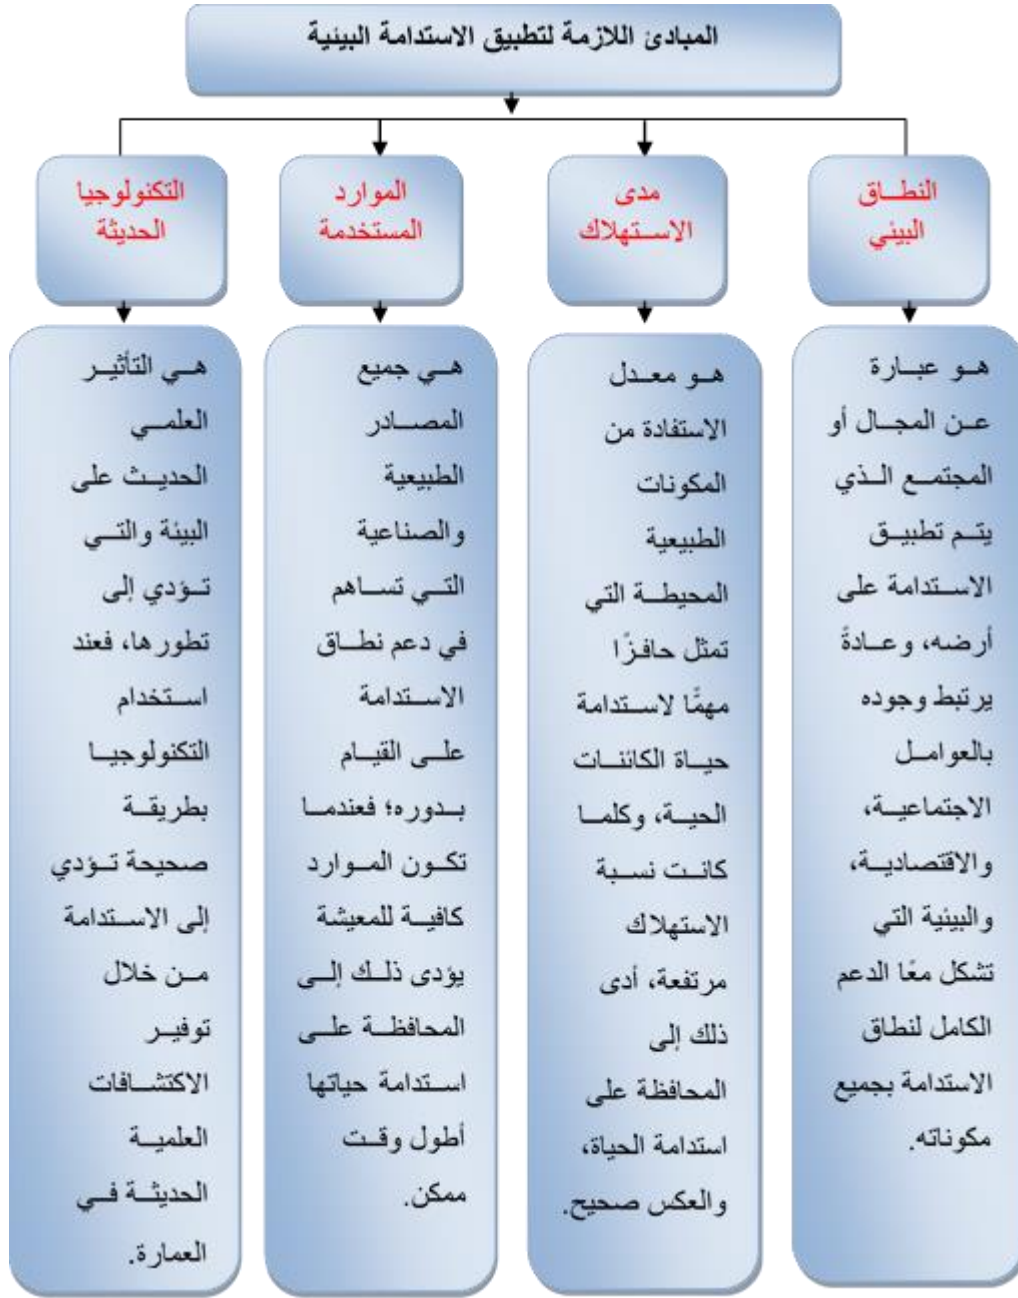 المبادئ اللازمة لتطبيق الاستدامة البيئية
النطاق
البيئي
هو عبارة
عن المجال أو
المجتمع الذي
يتم تطبيق
الاستدامة على
أرضه، وعادةً
يرتبط وجوده
بالعوامل
الاجتماعية،
والاقتصادية،
والبيئية التي
تشكل معًا الدعم
الكامل لنطاق
الاستدامة بجميع
مكوناته.
مدى
الاستهلاك
هو معدل
الاستفادة من
المكونات
الطبيعية
المحيطة التي
تمثل حافزًا
مهمًا لاستدامة
حياة الكائنات
الحية، وكلما
كانت نسبة
الاستهلاك
مرتفعة، أدى
ذلك إلى
المحافظة على
استدامة الحياة،
والعكس صحيح.
الموارد
المستخدمة
هي جميع
المصادر
الطبيعية
والصناعية
التي تساهم
في دعم نطاق
الاستدامة
على القيام
بدوره؛ فعندما
تكون الموارد
كافية للمعيشة
يؤدى ذلك إلى
المحافظة على
استدامة حياتها
أطول وقت
ممكن.
التكنولوجيا
الحديثة
هي التأثير
العلمي
الحديث على
البيئة والتي
تؤدي إلى
تطورها، فعند
استخدام
التكنولوجيا
بطريقة
صحيحة تؤدي
إلى الاستدامة
من خلال
توفير
الاكتشافات
العلمية
الحديثة في
العمارة.